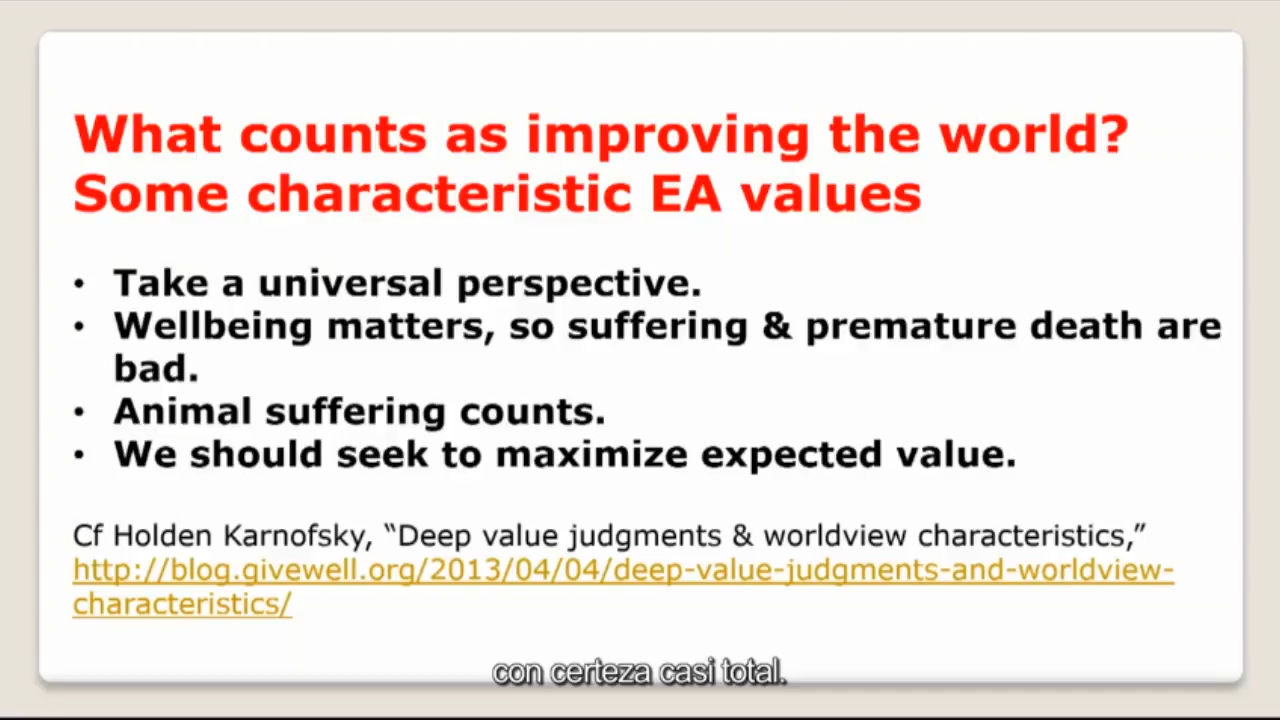 What counts as improving the world?
Some characteristic EA values
• Take a universal perspective.
• Wellbeing matters, so suffering & premature death are
bad.
• Animal suffering counts.
• We should seek to maximize expected value.
Cf Holden Karnofsky, “Deep value judgments & worldview characteristics,”
http://blog.givewell.org/2013/04/04/deep-value-judgments-and-worldview-
characteristics/
con certeza casi total.